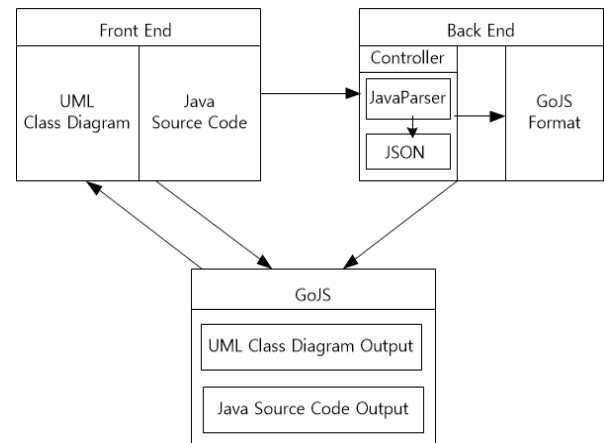 Front End
UML
Class Diagram
Java
Source Code
Back End
Controller
JavaParser
JSON
GoJS
Format
GoJS
UML Class Diagram Output
Java Source Code Output